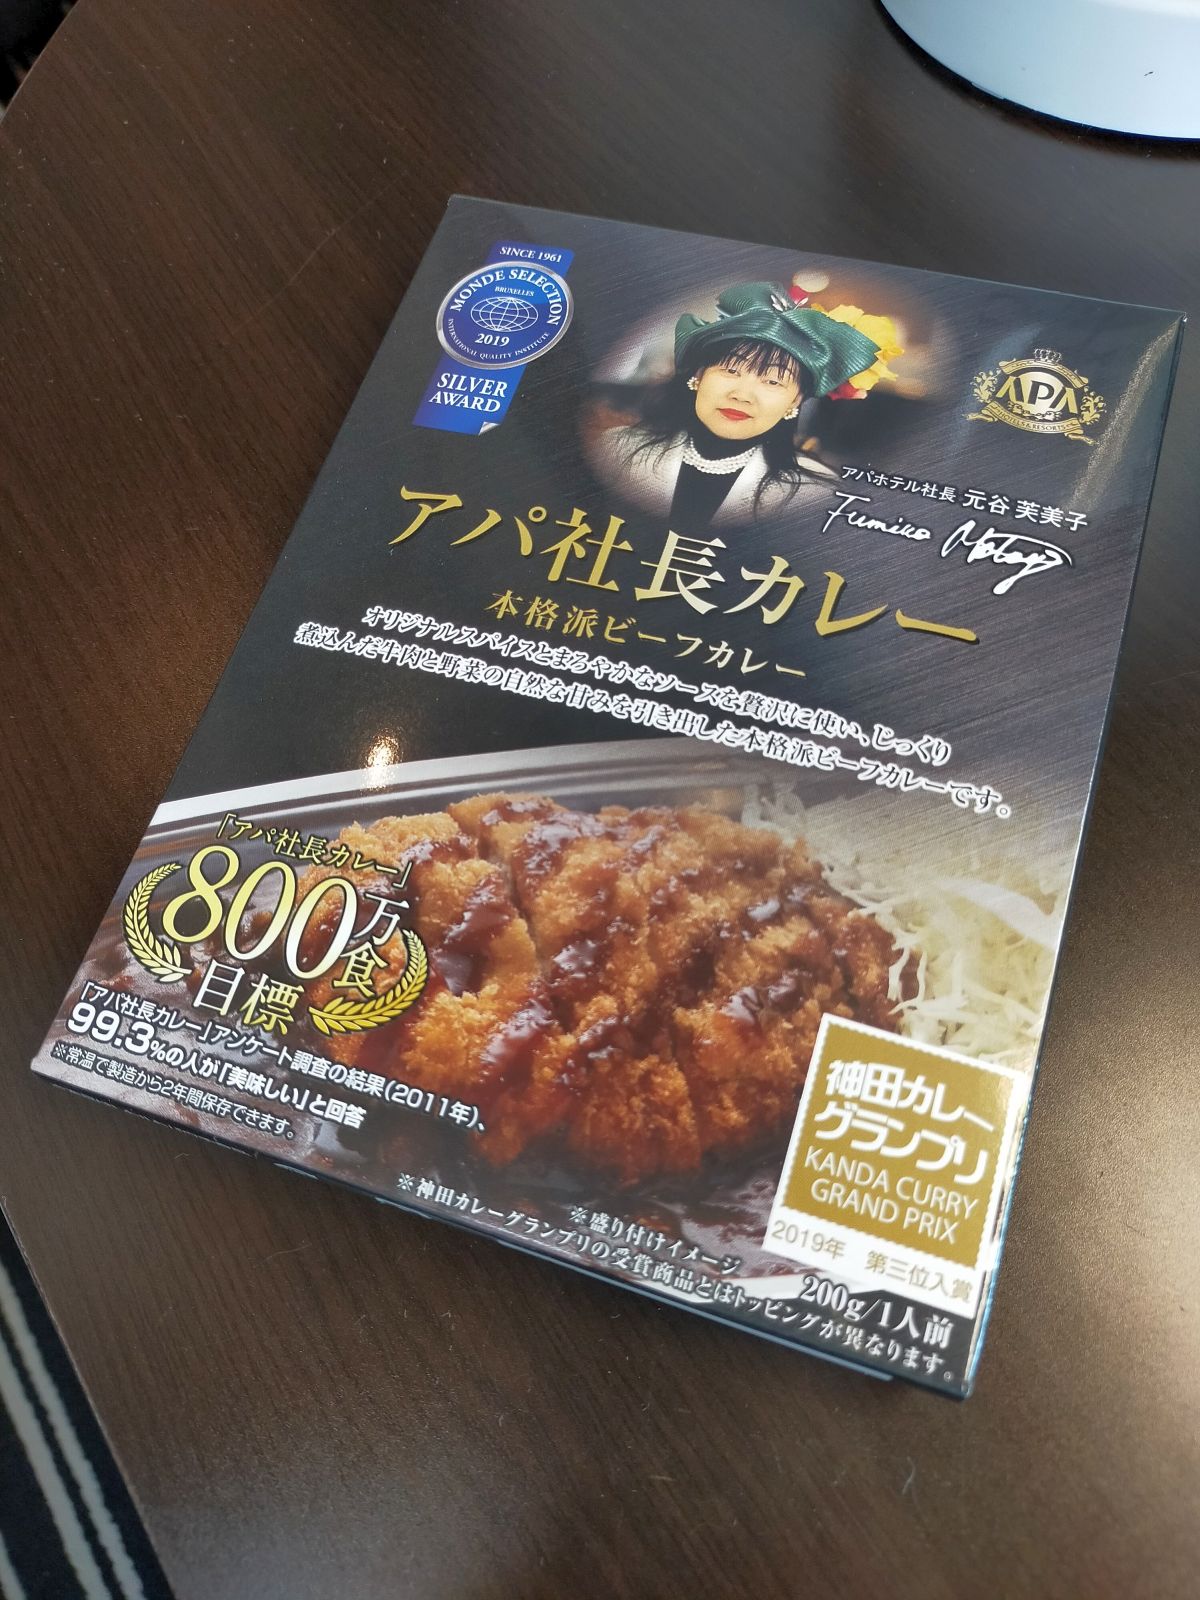 SINCE 1961
MONDE SELECTION
BRUXELLES
2019
INTERNATIONAL QUALITY INSTITUTE
SILVER
AWARD
APA
HOTELS & RESORTS
アパホテル社長 元谷 芙美子
Fumiko Motoya
アパ社長カレー
本格派ビーフカレー
オリジナルスパイスとまろやかなソースを贅沢に使い、じっくり
煮込んだ牛肉と野菜の自然な甘みを引き出した本格派ビーフカレーです。
「アパ社長カレー」
800万食
目標
「アパ社長カレー」アンケート調査の結果(2011年)、
99.3%の人が「美味しい」と回答
※常温で製造から2年間保存できます。
神田カレー
グランプリ
KANDA CURRY
GRAND PRIX
2019年 第三位入賞
200g/1人前
※盛り付けイメージ
※神田カレーグランプリの受賞商品とはトッピングが異なります。